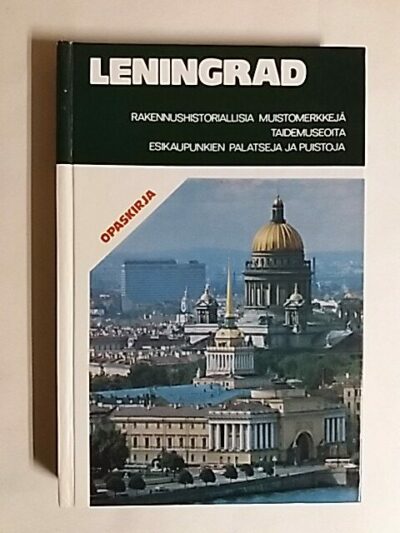 LENINGRAD
RAKENNUSHISTORIALLISIA MUISTOMERKKEJÄ
TAIDEMUSEOITA
ESIKAUPUNKIEN PALATSEJA JA PUISTOJA
OPASKIRJA